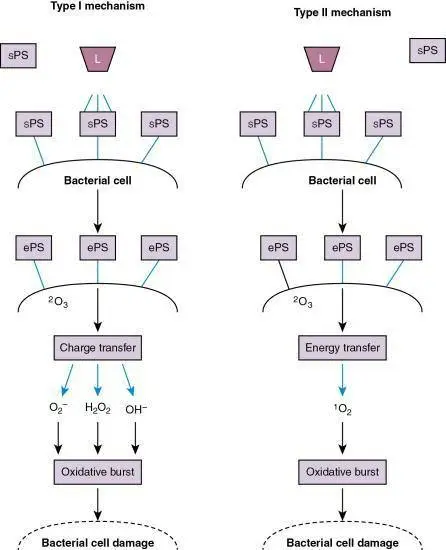 Type I mechanism
sPS
L
sPS
sPS
sPS
Bacterial cell
ePS
ePS
ePS
²O₃
Charge transfer
O₂⁻
H₂O₂
OH⁻
Oxidative burst
Bacterial cell damage
Type II mechanism
sPS
L
sPS
sPS
sPS
Bacterial cell
ePS
ePS
ePS
²O₃
Energy transfer
¹O₂
Oxidative burst
Bacterial cell damage